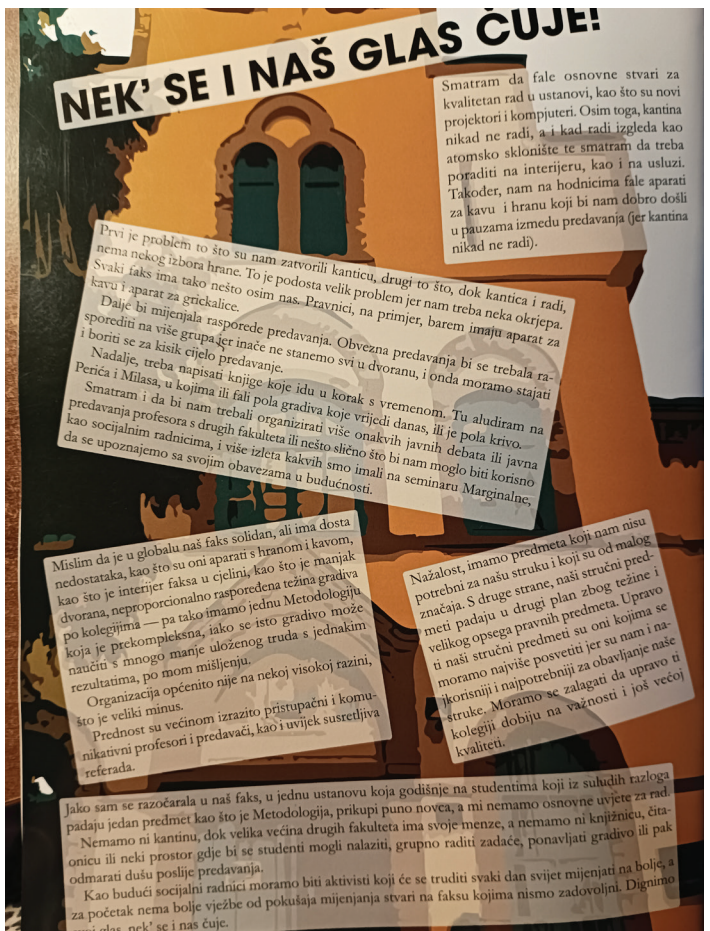 NEK' SE I NAŠ GLAS ČUJE!
Smatram da fale osnovne stvari za
kvalitetan rad u ustanovi, kao što su novi
projektori i kompjuteri. Osim toga, kantina
nikad ne radi, a i kad radi izgleda kao
atomsko sklonište te smatram da treba
poraditi na interijeru, kao i na usluzi.
Također, nam na hodnicima fale aparati
za kavu i hranu koji bi nam dobro došli
u pauzama izmedu predavanja (jer kantina
nikad ne radi).
Prvi je problem to što su nam zatvorili kanticu, drugi to što, dok kantica i radi,
nema nekog izbora hrane. To je podosta velik problem jer nam treba neka okrjepa.
Svaki faks ima tako nešto osim nas. Pravnici, na primjer, barem imaju aparat za
kavu i aparat za grickalice.
Dalje bi mijenjala rasporede predavanja. Obvezna predavanja bi se trebala ra-
sporediti na više grupa jer inače ne stanemo svi u dvoranu, i onda moramo stajati
i boriti se za kisik cijelo predavanje.
Nadalje, treba napisati knjige koje idu u korak s vremenom. Tu aludiram na
Perića i Milasa, u kojima ili fali pola gradiva koje vrijedi danas, ili je pola krivo.
Smatram i da bi nam trebali organizirati više onakvih javnih debata ili javna
predavanja profesora s drugih fakulteta ili nešto slično što bi nam moglo biti korisno
kao socijalnim radnicima, i više izleta kakvih smo imali na seminaru Marginalne,
da se upoznajemo sa svojim obavezama u budućnosti.
Mislim da je u globalu naš faks solidan, ali ima dosta
nedostataka, kao što su oni aparati s hranom i kavom,
kao što je interijer faksa u cjelini, kao što je manjak
dvorana, neproporcionalno raspoređena težina gradiva
po kolegijima — pa tako imamo jednu Metodologiju
koja je prekompleksna, iako se isto gradivo može
naučiti s mnogo manje uloženog truda s jednakim
rezultatima, po mom mišljenju.
Organizacija općenito nije na nekoj visokoj razini,
što je veliki minus.
Prednost su većinom izrazito pristupačni i komu-
nikativni profesori i predavači, kao i uvijek susretljiva
referada.
Nažalost, imamo predmeta koji nam nisu
potrebni za našu struku i koji su od malog
značaja. S druge strane, naši stručni pred-
meti padaju u drugi plan zbog težine i
velikog opsega pravnih predmeta. Upravo
ti naši stručni predmeti su oni kojima se
moramo najviše posvetiti jer su nam i na-
jkorisniji i najpotrebniji za obavljanje naše
struke. Moramo se zalagati da upravo ti
kolegiji dobiju na važnosti i još većoj
kvaliteti.
Jako sam se razočarala u naš faks, u jednu ustanovu koja godišnje na studentima koji iz suludih razloga
padaju jedan predmet kao što je Metodologija, prikupi puno novca, a mi nemamo osnovne uvjete za rad.
Nemamo ni kantinu, dok velika većina drugih fakulteta ima svoje menze, a nemamo ni knjižnicu, čita-
onicu ili neki prostor gdje bi se studenti mogli nalaziti, grupno raditi zadaće, ponavljati gradivo ili pak
odmarati dušu poslije predavanja.
Kao budući socijalni radnici moramo biti aktivisti koji će se truditi svaki dan svijet mijenjati na bolje, a
za početak nema bolje vježbe od pokušaja mijenjanja stvari na faksu kojima nismo zadovoljni. Dignimo
glas, nek' se i nas čuje.